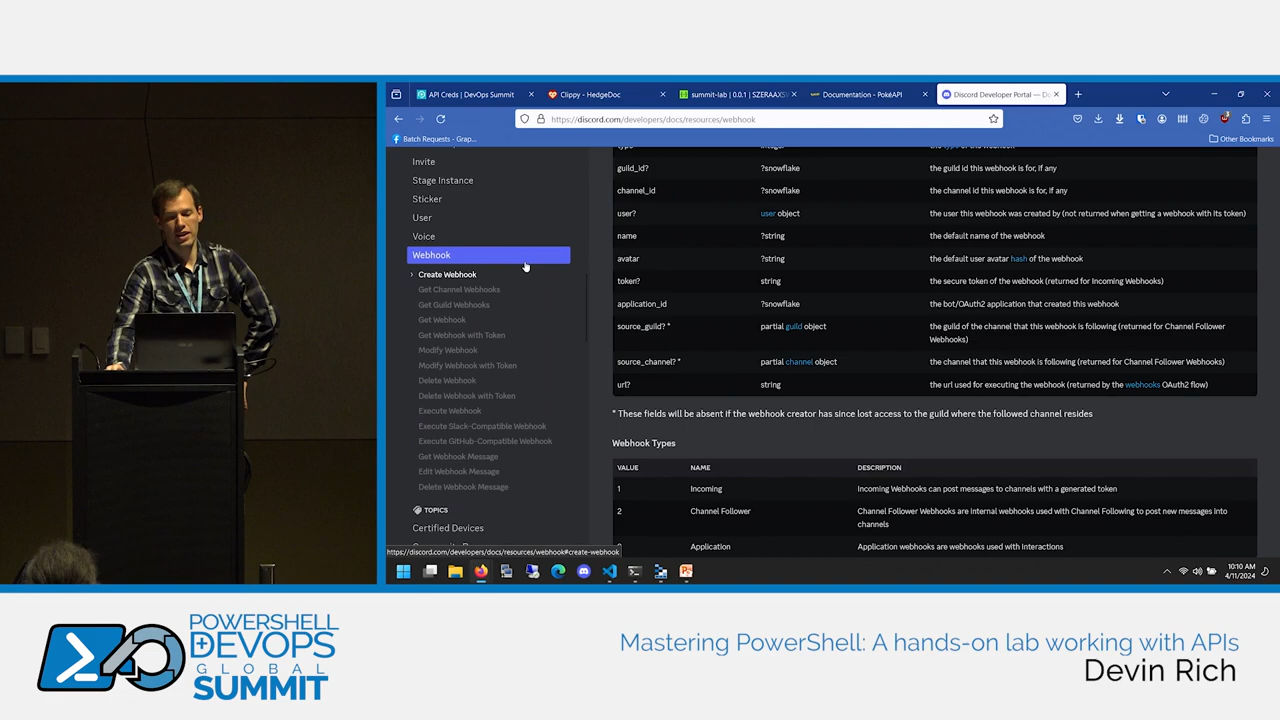 API Creds | DevOps Summit
Clippy - HedgeDoc
summit-lab | 0.0.1 | SZERAAXS
Documentation - PokéAPI
Discord Developer Portal — Do
https://discord.com/developers/docs/resources/webhook
Batch Requests - Grap...
Other Bookmarks
Invite
Stage Instance
Sticker
User
Voice
Webhook
Create Webhook
Get Channel Webhooks
Get Guild Webhooks
Get Webhook
Get Webhook with Token
Modify Webhook
Modify Webhook with Token
Delete Webhook
Delete Webhook with Token
Execute Webhook
Execute Slack-Compatible Webhook
Execute GitHub-Compatible Webhook
Get Webhook Message
Edit Webhook Message
Delete Webhook Message
TOPICS
Certified Devices
https://discord.com/developers/docs/resources/webhook#create-webhook
guild_id? ?snowflake the guild id this webhook is for, if any
channel_id ?snowflake the channel id this webhook is for, if any
user? user object the user this webhook was created by (not returned when getting a webhook with its token)
name ?string the default name of the webhook
avatar ?string the default user avatar hash of the webhook
token? string the secure token of the webhook (returned for Incoming Webhooks)
application_id ?snowflake the bot/OAuth2 application that created this webhook
source_guild? * partial guild object the guild of the channel that this webhook is following (returned for Channel Follower
Webhooks)
source_channel? * partial channel object the channel that this webhook is following (returned for Channel Follower Webhooks)
url? string the url used for executing the webhook (returned by the webhooks OAuth2 flow)
* These fields will be absent if the webhook creator has since lost access to the guild where the followed channel resides
Webhook Types
VALUE NAME DESCRIPTION
1 Incoming Incoming Webhooks can post messages to channels with a generated token
2 Channel Follower Channel Follower Webhooks are internal webhooks used with Channel Following to post new messages into
channels
Application Application webhooks are webhooks used with Interactions
10:10 AM
4/11/2024
POWERSHELL
DEVOPS
GLOBAL
SUMMIT
Mastering PowerShell: A hands-on lab working with APIs
Devin Rich